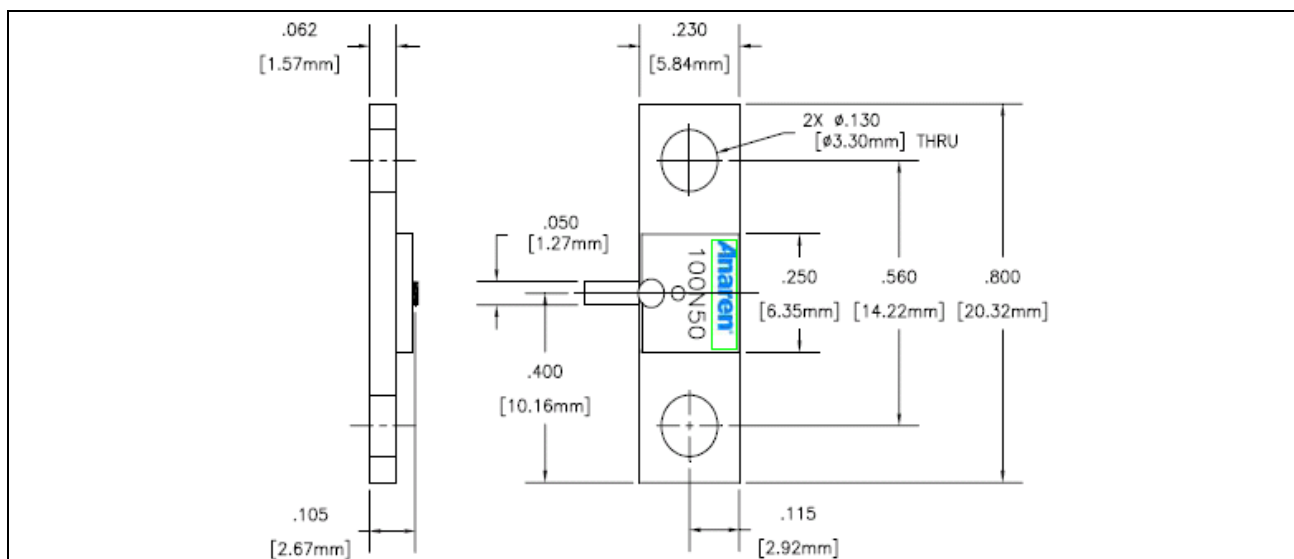 .062
[1.57mm]
.230
[5.84mm]
2X ø.130
[ø3.30mm] THRU
.050
[1.27mm]
Anaren®
100N50
.250
[6.35mm]
.560
[14.22mm]
.800
[20.32mm]
.400
[10.16mm]
.105
[2.67mm]
.115
[2.92mm]